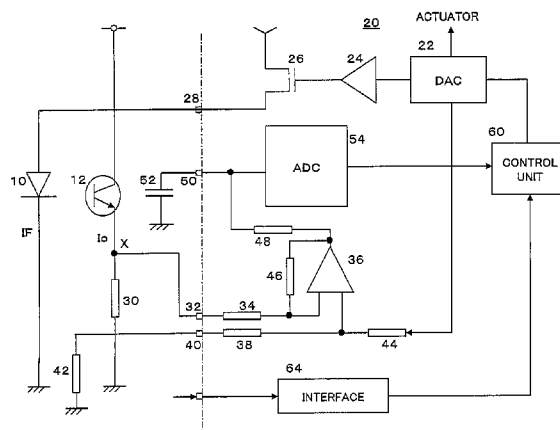 ACTUATOR
20
22
24
26
DAC
28
54
60
ADC
CONTROL
UNIT
10
12
52
50
IF
Io
X
48
36
46
30
32
34
40
38
44
42
64
INTERFACE